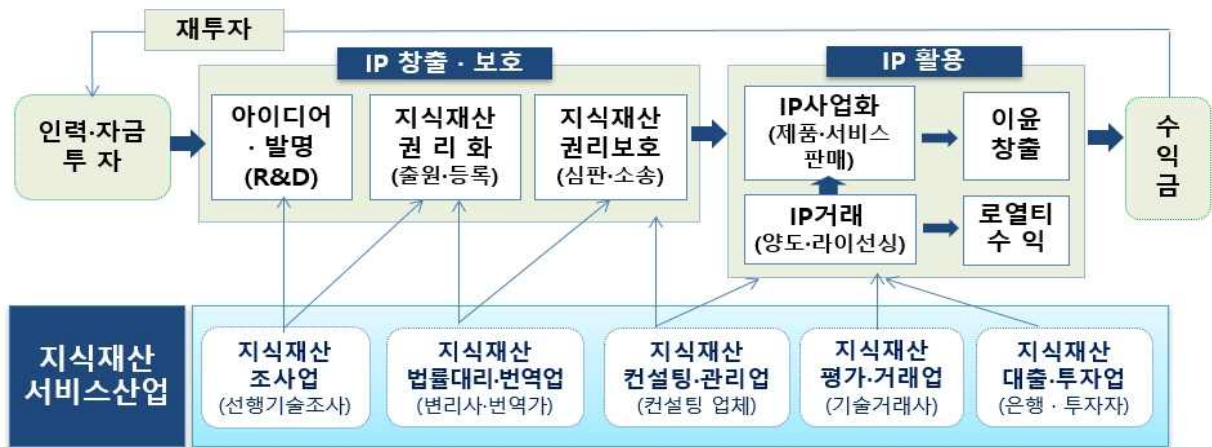 재투자
IP 창출 · 보호
IP 활용
인력·자금
투 자
아이디어
· 발명
(R&D)
지식재산
권 리 화
(출원·등록)
지식재산
권리보호
(심판·소송)
IP사업화
(제품·서비스
판매)
이윤
창출
IP거래
(양도·라이선싱)
로열티
수 익
수
익
금
지식재산
서비스산업
지식재산
조사업
(선행기술조사)
지식재산
법률대리·번역업
(변리사·번역가)
지식재산
컨설팅·관리업
(컨설팅 업체)
지식재산
평가·거래업
(기술거래사)
지식재산
대출·투자업
(은행 · 투자자)